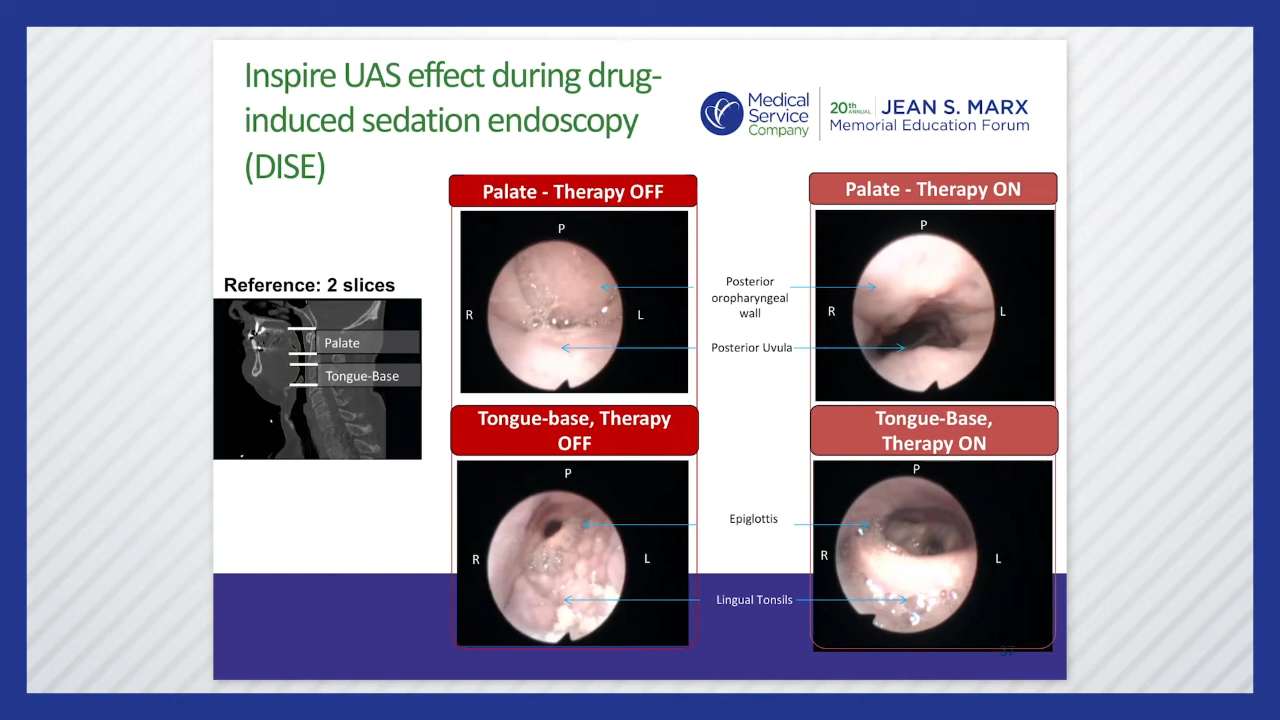 Inspire UAS effect during drug-
induced sedation endoscopy
(DISE)
Medical
Service
Company
20th ANNUAL JEAN S. MARX
Memorial Education Forum
Reference: 2 slices
Palate
Tongue-Base
Palate - Therapy OFF
P
R
L
Palate - Therapy ON
P
R
L
Posterior
oropharyngeal
wall
Posterior Uvula
Tongue-base, Therapy
OFF
P
R
L
Tongue-Base,
Therapy ON
P
R
L
Epiglottis
Lingual Tonsils
37